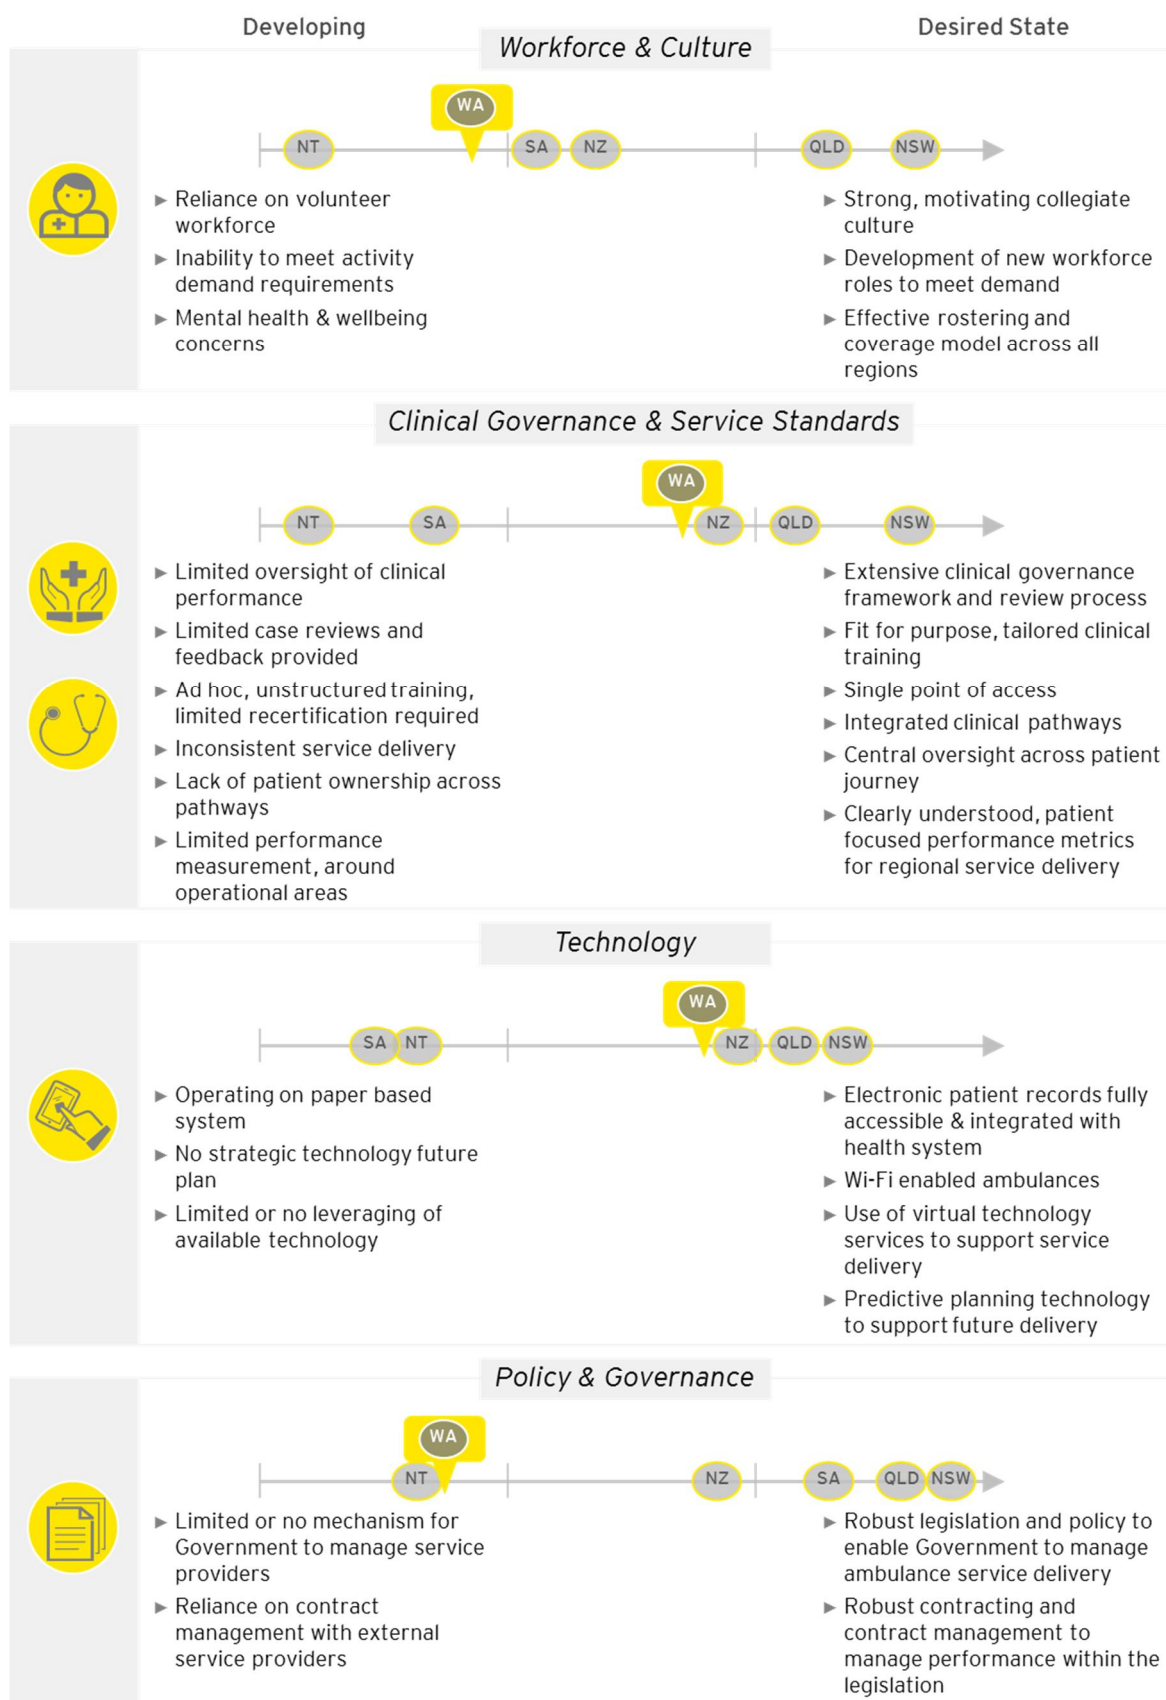 Developing
Desired State
Workforce & Culture
WA
NT
SA
NZ
QLD
NSW
► Reliance on volunteer
workforce
► Inability to meet activity
demand requirements
► Mental health & wellbeing
concerns
► Strong, motivating collegiate
culture
► Development of new workforce
roles to meet demand
► Effective rostering and
coverage model across all
regions
Clinical Governance & Service Standards
WA
NT
SA
NZ
QLD
NSW
► Limited oversight of clinical
performance
► Limited case reviews and
feedback provided
► Ad hoc, unstructured training,
limited recertification required
► Inconsistent service delivery
► Lack of patient ownership across
pathways
► Limited performance
measurement, around
operational areas
► Extensive clinical governance
framework and review process
► Fit for purpose, tailored clinical
training
► Single point of access
► Integrated clinical pathways
► Central oversight across patient
journey
► Clearly understood, patient
focused performance metrics
for regional service delivery
Technology
WA
SA
NT
NZ
QLD
NSW
► Operating on paper based
system
► No strategic technology future
plan
► Limited or no leveraging of
available technology
► Electronic patient records fully
accessible & integrated with
health system
► Wi-Fi enabled ambulances
► Use of virtual technology
services to support service
delivery
► Predictive planning technology
to support future delivery
Policy & Governance
WA
NT
NZ
SA
QLD
NSW
► Limited or no mechanism for
Government to manage service
providers
► Reliance on contract
management with external
service providers
► Robust legislation and policy to
enable Government to manage
ambulance service delivery
► Robust contracting and
contract management to
manage performance within the
legislation